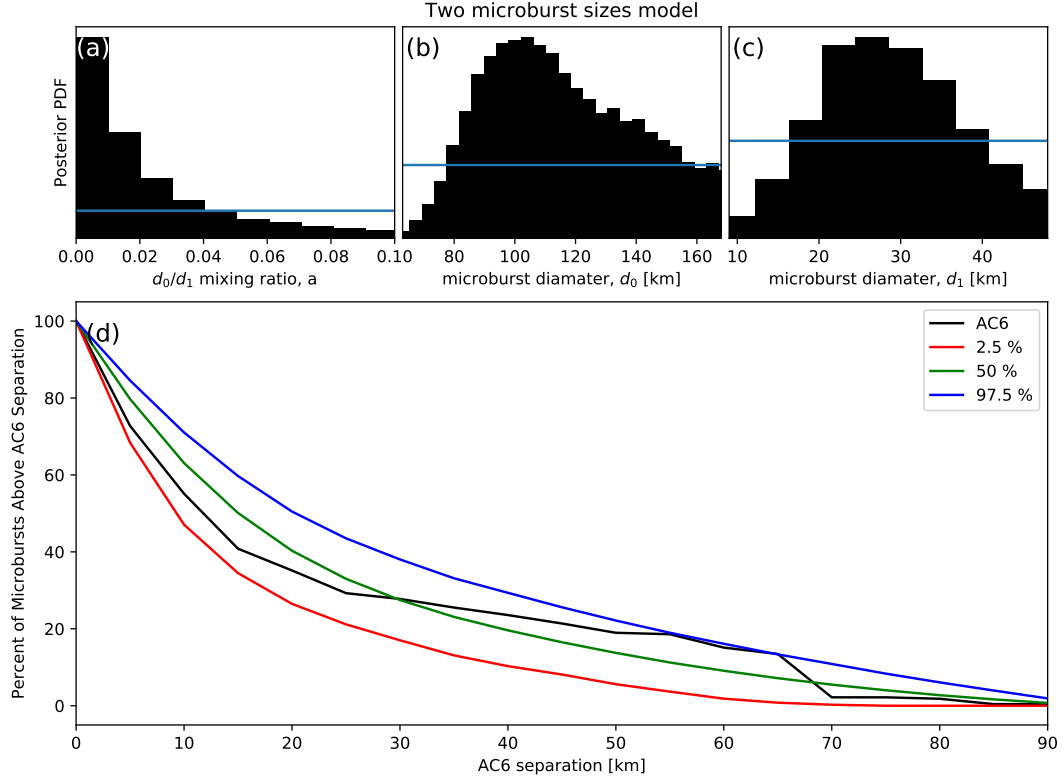 Two microburst sizes model
(a)
(b)
(c)
Posterior PDF
0.00 0.02 0.04 0.06 0.08 0.10
80 100 120 140 160
10 20 30 40
d₀/d₁ mixing ratio, a
microburst diamater, d₀ [km]
microburst diamater, d₁ [km]
(d)
AC6
2.5 %
50 %
97.5 %
Percent of Microbursts Above AC6 Separation
100
80
60
40
20
0
0 10 20 30 40 50 60 70 80 90
AC6 separation [km]